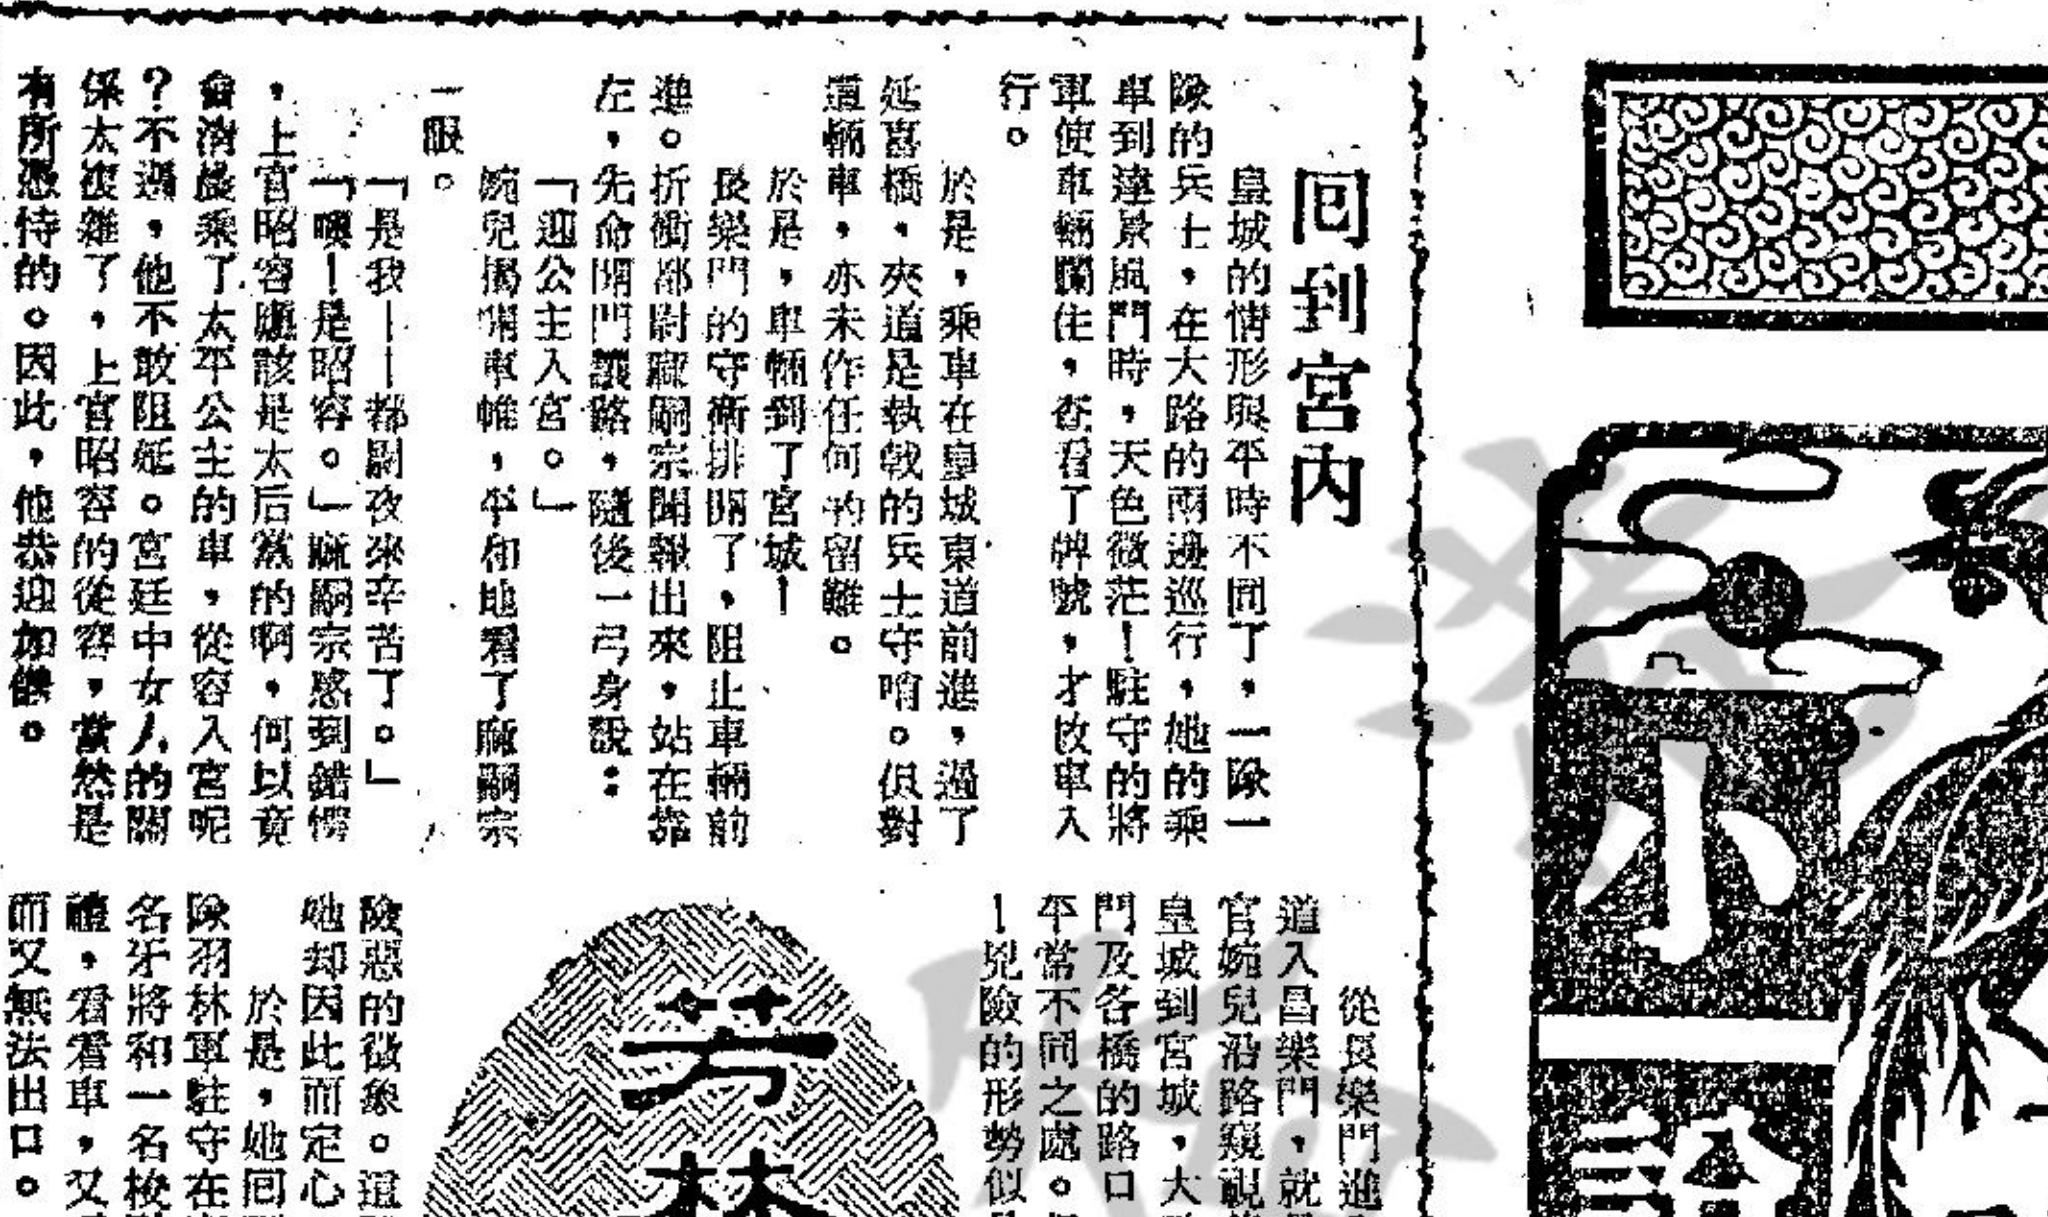 回到宮內
皇城的情形與平時不同了，一隊一
隊的兵士，在大路的兩邊巡行，她的乘
車到達景風門時，天色微茫！駐守的將
軍使車輛攔住，查看了牌號，才放車入
行。
於是，乘車在皇城東道前進，過了
延喜橋，夾道是執戟的兵士守哨。但對
這輛車，亦未作任何的留難。
於是，車輛到了宮城！
長樂門的守衛排開了，阻止車輛前
進。折衝都尉麻嗣宗聞報出來，站在靠
左，先命開門讓路，隨後一弓身說：
「迎公主入宮。」
婉兒揭開車帷，平和地看了麻嗣宗
一眼。
「是我——都尉夜來辛苦了。」
「噢！是昭容。」麻嗣宗感到錯愕
，上官昭容應該是太后黨的啊，何以竟
會清晨乘了太平公主的車，從容入宮呢
？不過，他不敢阻延。宮廷中女人的關
係太複雜了，上官昭容的從容，當然是
有所憑恃的。因此，他恭迎如儀。
從長樂門進
道入昌樂門，就
官婉兒沿路窺視
皇城到宮城，大
門及各橋的路口
平常不同之處。
！兇險的形勢似
險惡的徵象。這
她却因此而定心
於是，她回
隊羽林軍駐守在
名牙將和一名校
禮，看看車，又
而又無法出口。
芳林
小說